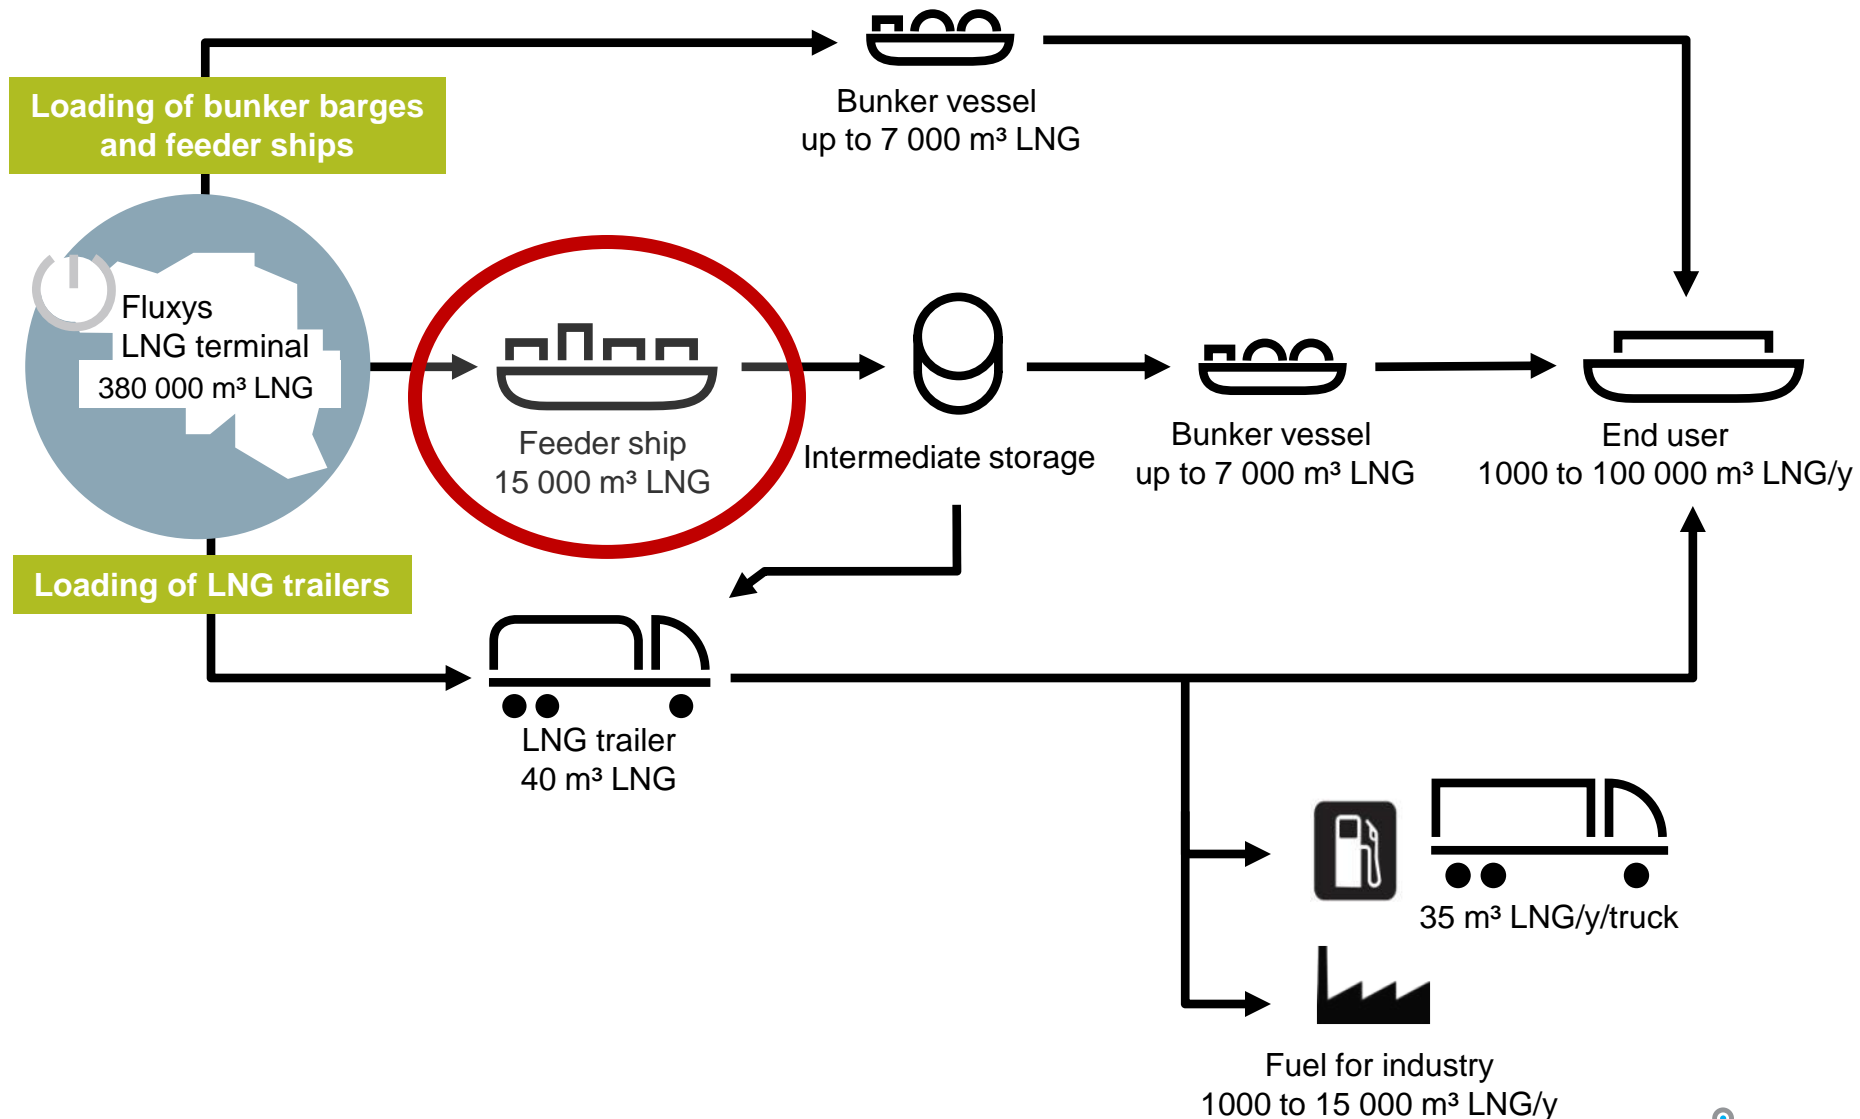 Loading of bunker barges
and feeder ships
Bunker vessel
up to 7 000 m³ LNG
Fluxys
LNG terminal
380 000 m³ LNG
Feeder ship
15 000 m³ LNG
Intermediate storage
Bunker vessel
up to 7 000 m³ LNG
End user
1000 to 100 000 m³ LNG/y
Loading of LNG trailers
LNG trailer
40 m³ LNG
35 m³ LNG/y/truck
Fuel for industry
1000 to 15 000 m³ LNG/y